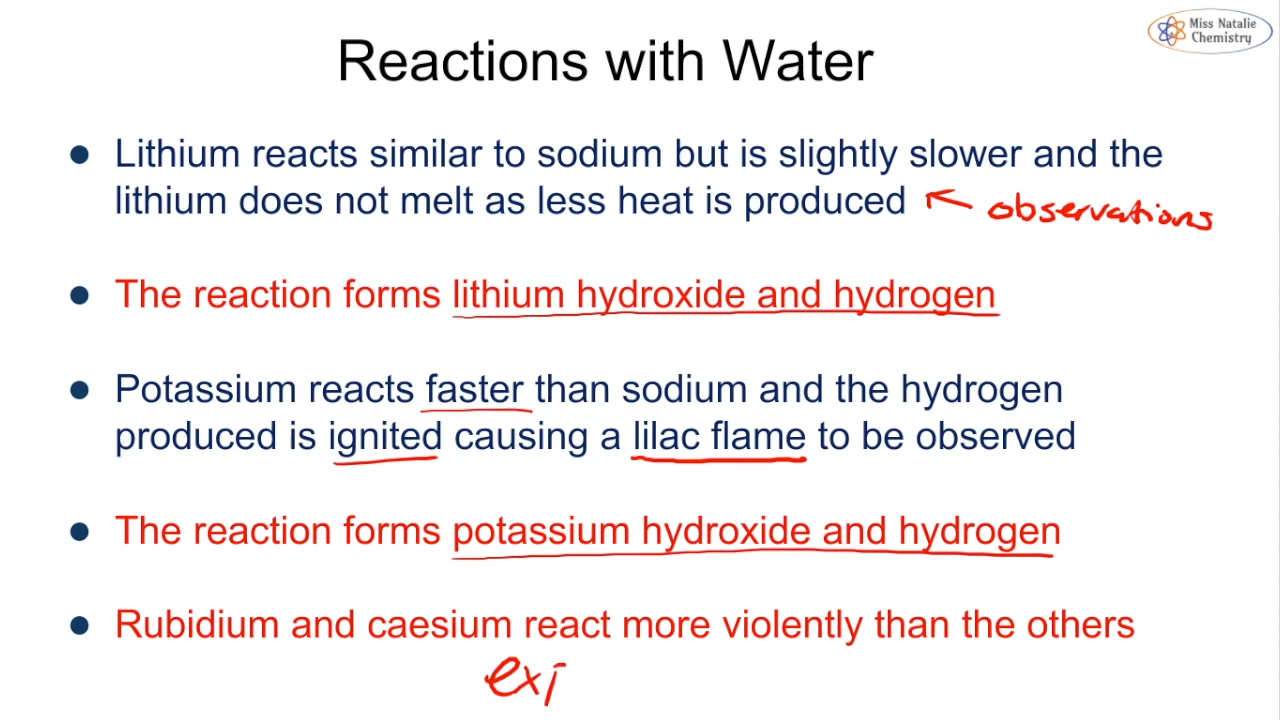 Miss Natalie
Chemistry
Reactions with Water
● Lithium reacts similar to sodium but is slightly slower and the
lithium does not melt as less heat is produced ← observations
● The reaction forms lithium hydroxide and hydrogen
● Potassium reacts faster than sodium and the hydrogen
produced is ignited causing a lilac flame to be observed
● The reaction forms potassium hydroxide and hydrogen
● Rubidium and caesium react more violently than the others